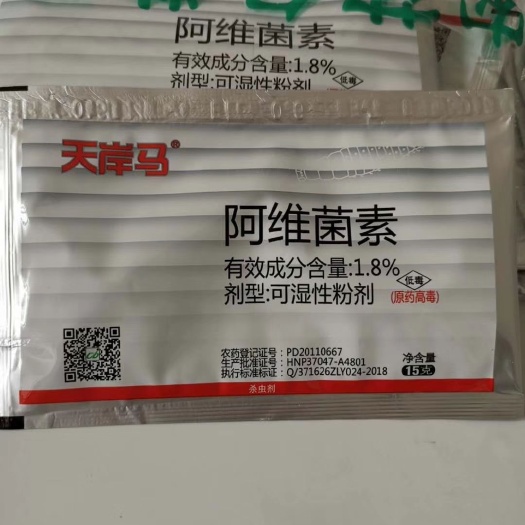 阿维菌素
有效成分含量:1.8%
剂型:可湿性粉剂
低毒
天岸马®
阿维菌素
有效成分含量:1.8%
剂型:可湿性粉剂
低毒
(原药高毒)
农药登记证号:PD20110667
生产批准证号:HNP37047-A4801
执行标准标证:Q/371626ZLY024-2018
净含量
15克
杀虫剂